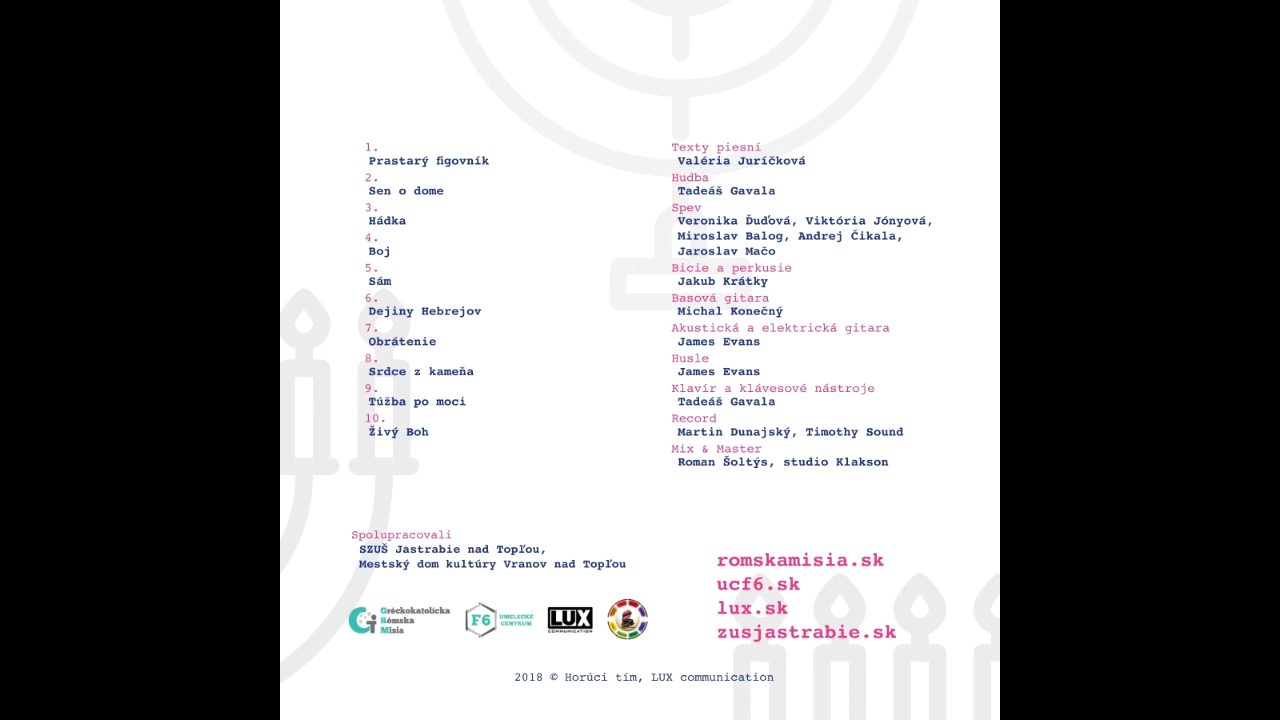 1.
Prastarý figovník
2.
Sen o dome
3.
Hádka
4.
Boj
5.
Sám
6.
Dejiny Hebrejov
7.
Obrátenie
8.
Srdce z kameňa
9.
Túžba po moci
10.
Živý Boh
Texty piesní
Valéria Juríčková
Hudba
Tadeáš Gavala
Spev
Veronika Ďuďová, Viktória Jónyová,
Miroslav Balog, Andrej Čikala,
Jaroslav Mačo
Bicie a perkusie
Jakub Krátky
Basová gitara
Michal Konečný
Akustická a elektrická gitara
James Evans
Husle
James Evans
Klavír a klávesové nástroje
Tadeáš Gavala
Record
Martin Dunajský, Timothy Sound
Mix & Master
Roman Šoltýs, studio Klakson
Spolupracovali
SZUŠ Jastrabie nad Topľou,
Mestský dom kultúry Vranov nad Topľou
Gréckokatolícka
Rómska
Misia
F6 UMELECKÉ
CENTRUM
LUX
COMMUNICATION
romskamisia.sk
ucf6.sk
lux.sk
zusjastrabie.sk
2018 © Horúci tím, LUX communication